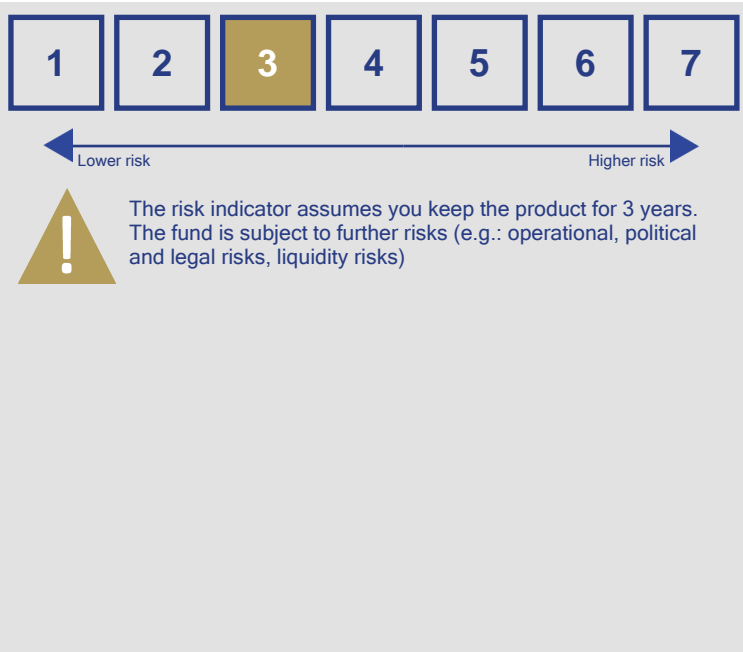 1 2 3 4 5 6 7
Lower risk Higher risk
The risk indicator assumes you keep the product for 3 years.
The fund is subject to further risks (e.g.: operational, political
and legal risks, liquidity risks)